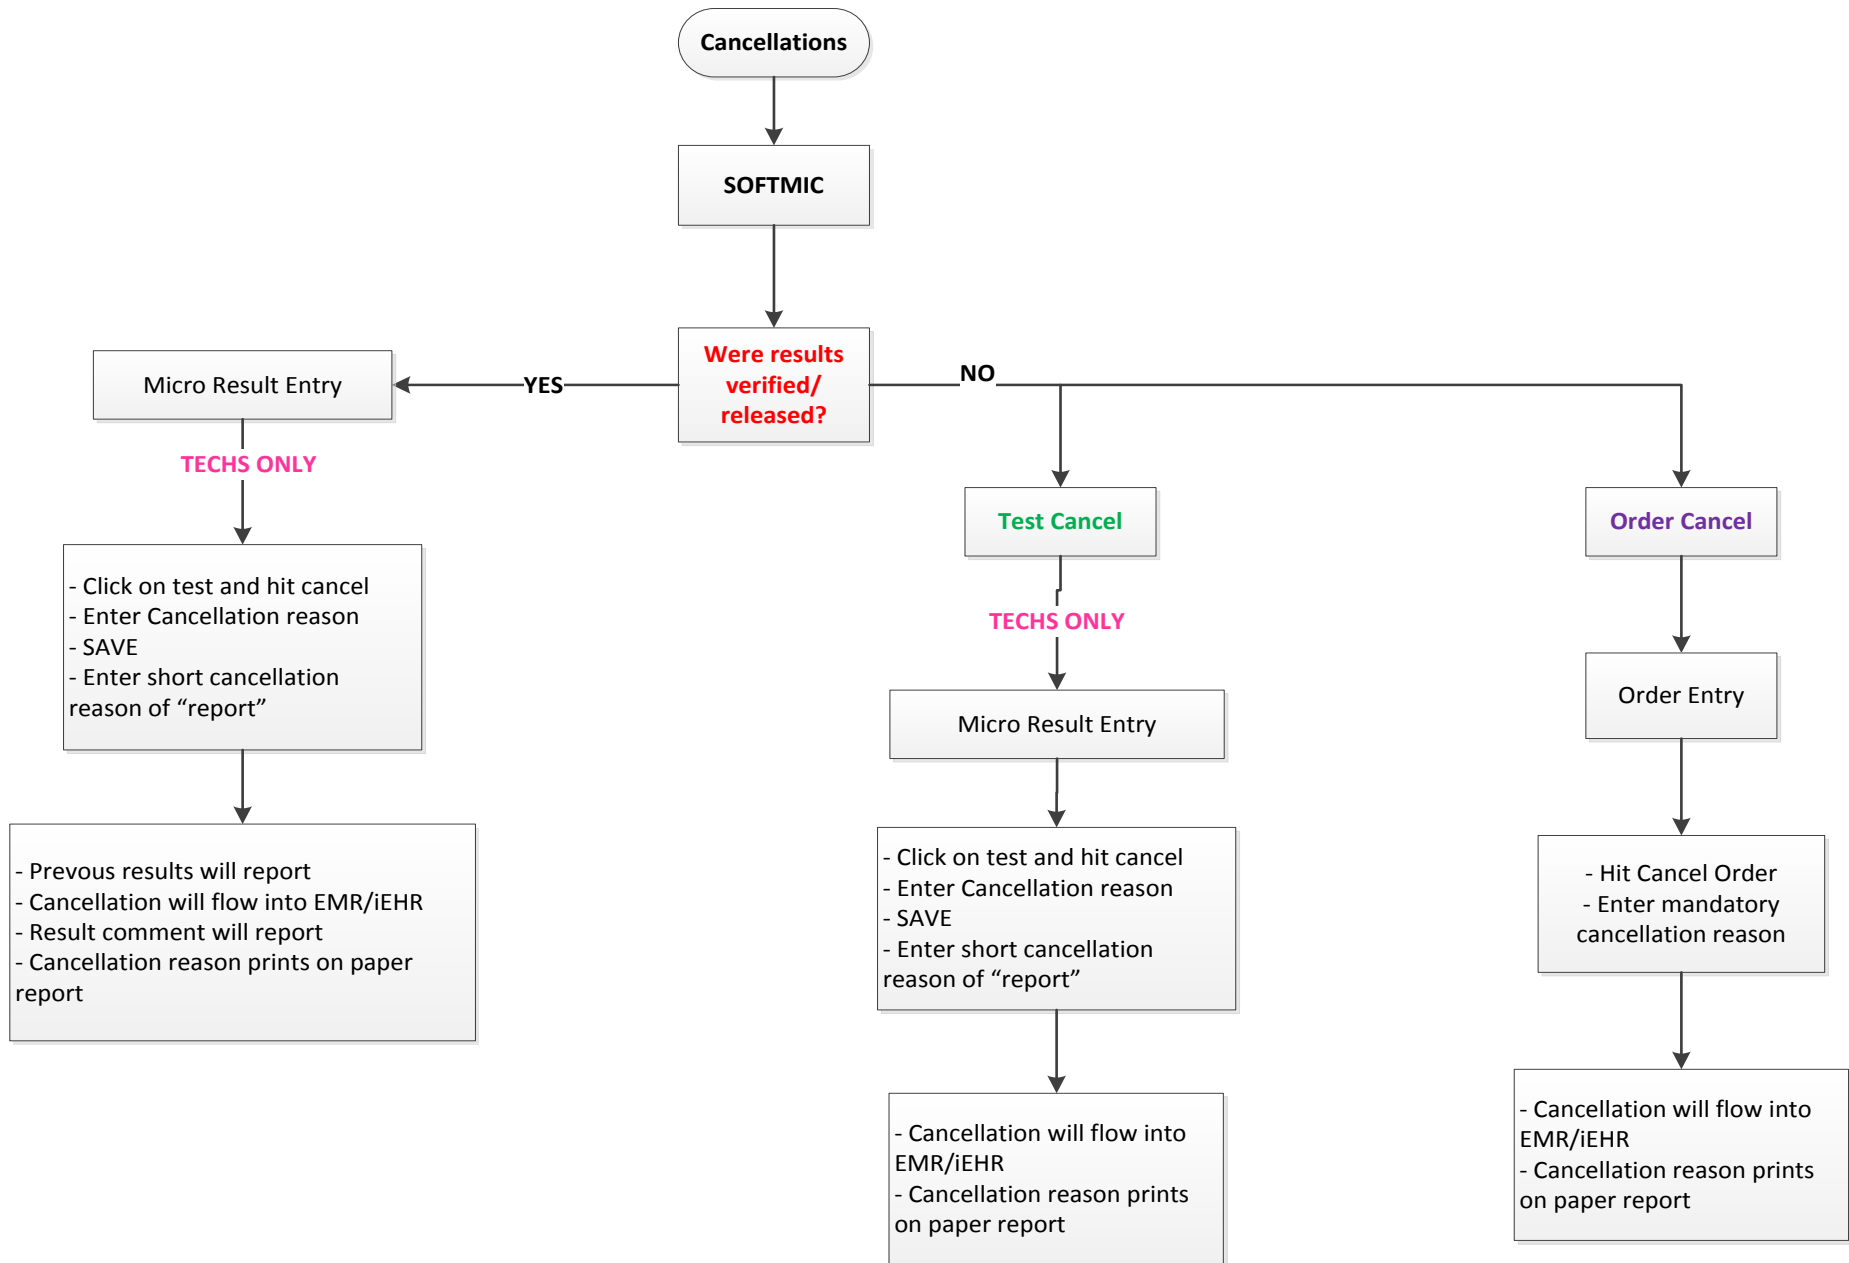 Cancellations
SOFTMIC
Were results
verified/
released?
YES
NO
Micro Result Entry
TECHS ONLY
- Click on test and hit cancel
- Enter Cancellation reason
- SAVE
- Enter short cancellation
reason of “report”
- Prevous results will report
- Cancellation will flow into EMR/iEHR
- Result comment will report
- Cancellation reason prints on paper
report
Test Cancel
TECHS ONLY
Micro Result Entry
- Click on test and hit cancel
- Enter Cancellation reason
- SAVE
- Enter short cancellation
reason of “report”
- Cancellation will flow into
EMR/iEHR
- Cancellation reason prints
on paper report
Order Cancel
Order Entry
- Hit Cancel Order
- Enter mandatory
cancellation reason
- Cancellation will flow into
EMR/iEHR
- Cancellation reason prints
on paper report